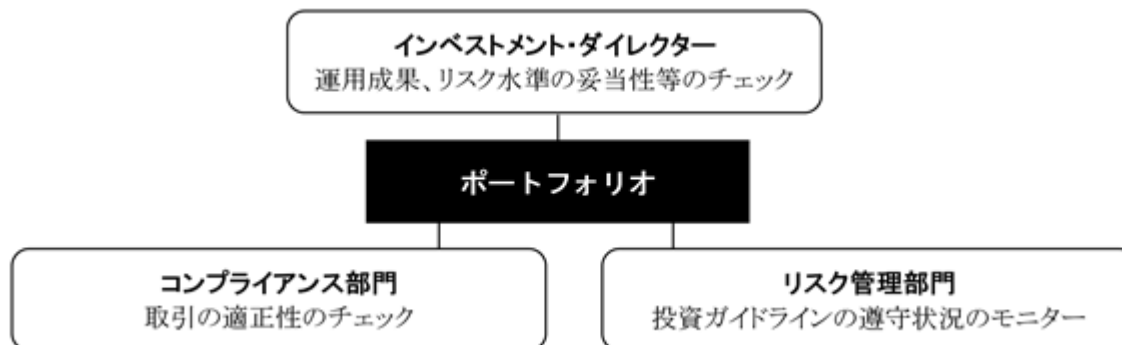 インベストメント・ダイレクター
運用成果、リスク水準の妥当性等のチェック
ポートフォリオ
コンプライアンス部門
取引の適正性のチェック
リスク管理部門
投資ガイドラインの遵守状況のモニター